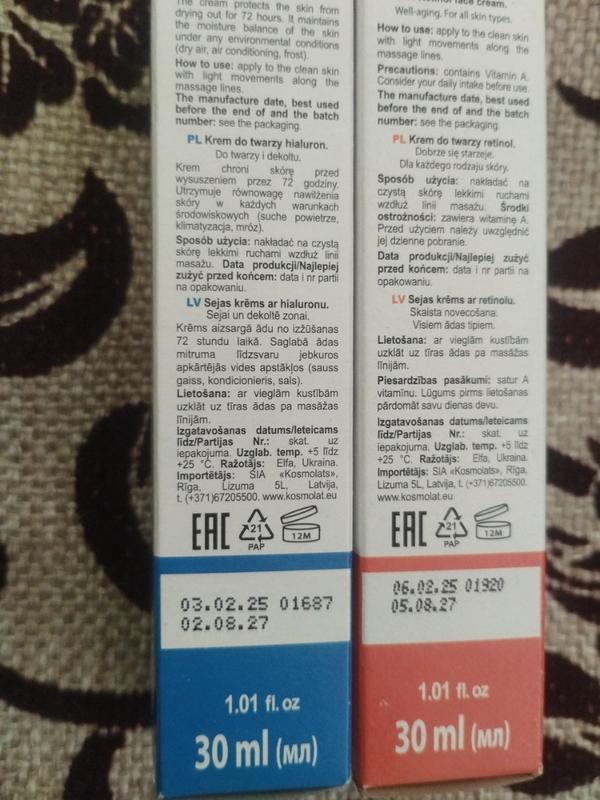 The cream protects the skin from
drying out for 72 hours. It maintains
the moisture balance of the skin
under any environmental conditions
(dry air, air conditioning, frost).
How to use: apply to the clean skin
with light movements along the
massage lines.
The manufacture date, best used
before the end of and the batch
number: see the packaging.
PL Krem do twarzy hialuron.
Do twarzy i dekoltu.
Krem chroni skórę przed
wysuszeniem przez 72 godziny.
Utrzymuje równowagę nawilżenia
skóry w każdych warunkach
środowiskowych (suche powietrze,
klimatyzacja, mróz).
Sposób użycia: nakładać na czystą
skórę lekkimi ruchami wzdłuż linii
masażu. Data produkcji/Najlepiej
zużyć przed końcem: data i nr partii
na opakowaniu.
LV Sejas krēms ar hialuronu.
Sejai un dekoltē zonai.
Krēms aizsargā ādu no izžūšanas
72 stundu laikā. Saglabā ādas
mitruma līdzsvaru jebkuros
apkārtējās vides apstākļos (sauss
gaiss, kondicionieris, sals).
Lietošana: ar vieglām kustībām
uzklāt uz tīras ādas pa masāžas
līnijām.
Izgatavošanas datums/Ieteicams
līdz/Partijas Nr.: skat. uz
iepakojuma. Uzglab. temp. +5 līdz
+25 °C. Ražotājs: Elfa, Ukraina.
Importētājs: SIA «Kosmolats»,
Rīga, Lizuma 5L, Latvija,
t. (+371)67205500. www.kosmolat.eu
EAC 21 PAP 12M
03.02.25 01687
02.08.27
1.01 fl. oz
30 ml (мл)
face cream.
Well-aging. For all skin types.
How to use: apply to the clean skin
with light movements along the
massage lines.
Precautions: contains Vitamin A.
Consider your daily intake before use.
The manufacture date, best used
before the end of and the batch
number: see the packaging.
PL Krem do twarzy retinol.
Dobrze się starzeje.
Dla każdego rodzaju skóry.
Sposób użycia: nakładać na
czystą skórę lekkimi ruchami
wzdłuż linii masażu. Środki
ostrożności: zawiera witaminę A.
Przed użyciem należy uwzględnić
jej dzienne pobranie.
Data produkcji/Najlepiej zużyć
przed końcem: data i nr partii na
opakowaniu.
LV Sejas krēms ar retinolu.
Skaista novecošana.
Visiem ādas tipiem.
Lietošana: ar vieglām kustībām
uzklāt uz tīras ādas pa masāžas
līnijām.
Piesardzības pasākumi: satur A
vitamīnu. Lūgums pirms lietošanas
pārdomāt savu dienas devu.
Izgatavošanas datums/Ieteicams
līdz/Partijas Nr.: skat. uz
iepakojuma. Uzglab. temp. +5 līdz
+25 °C. Ražotājs: Elfa, Ukraina.
Importētājs: SIA «Kosmolats», Rīga,
Lizuma 5L, Latvija, t. (+371)67205500.
www.kosmolat.eu
EAC 21 PAP 12M
06.02.25 01920
05.08.27
1.01 fl. oz
30 ml (мл)